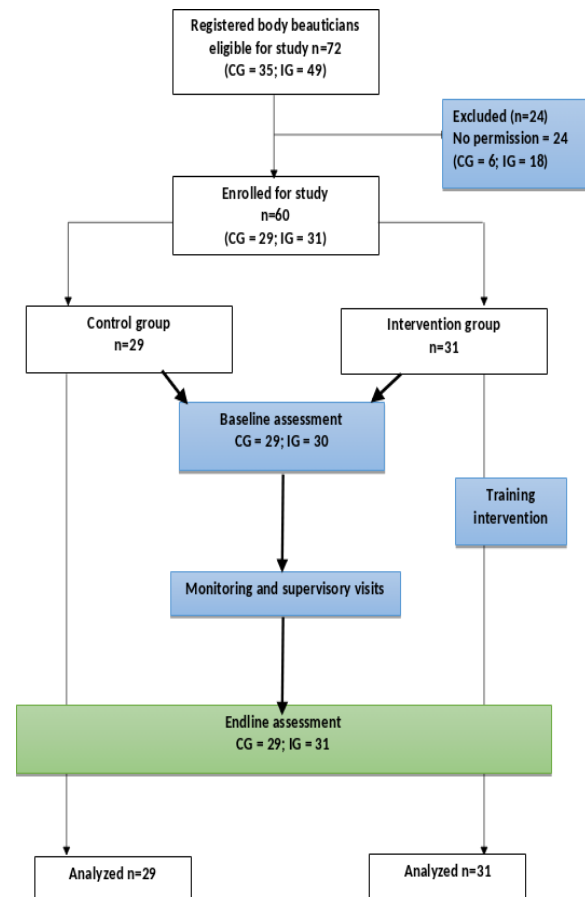 Registered body beauticians
eligible for study n=72
(CG = 35; IG = 49)
Excluded (n=24)
No permission = 24
(CG = 6; IG = 18)
Enrolled for study
n=60
(CG = 29; IG = 31)
Control group
n=29
Intervention group
n=31
Baseline assessment
CG = 29; IG = 30
Training
intervention
Monitoring and supervisory visits
Endline assessment
CG = 29; IG = 31
Analyzed n=29
Analyzed n=31